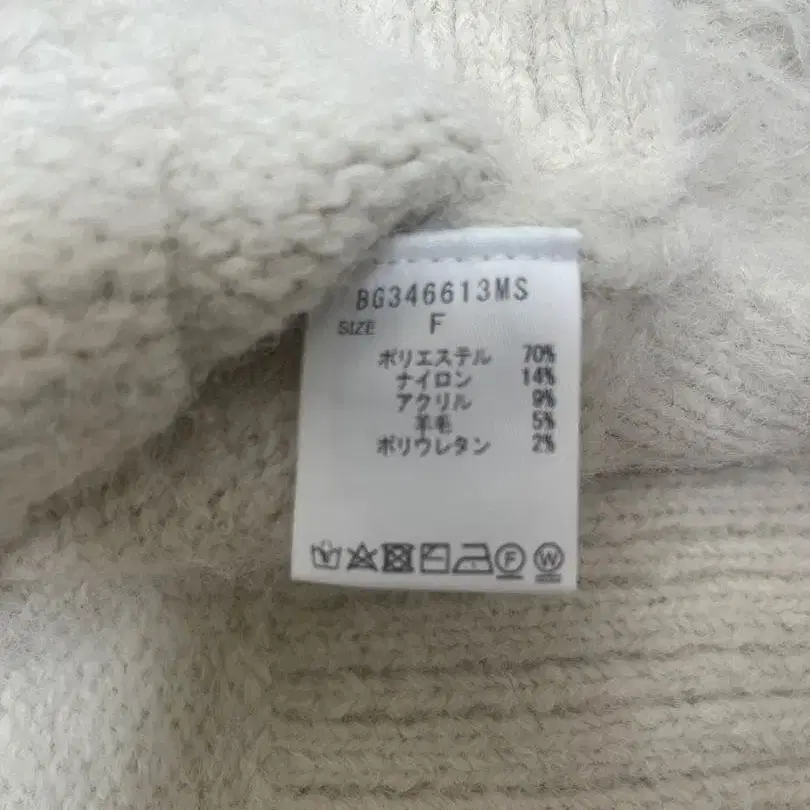 BG346613MS
SIZE F
ポリエステル 70%
ナイロン 14%
アクリル 9%
羊毛 5%
ポリウレタン 2%
F W